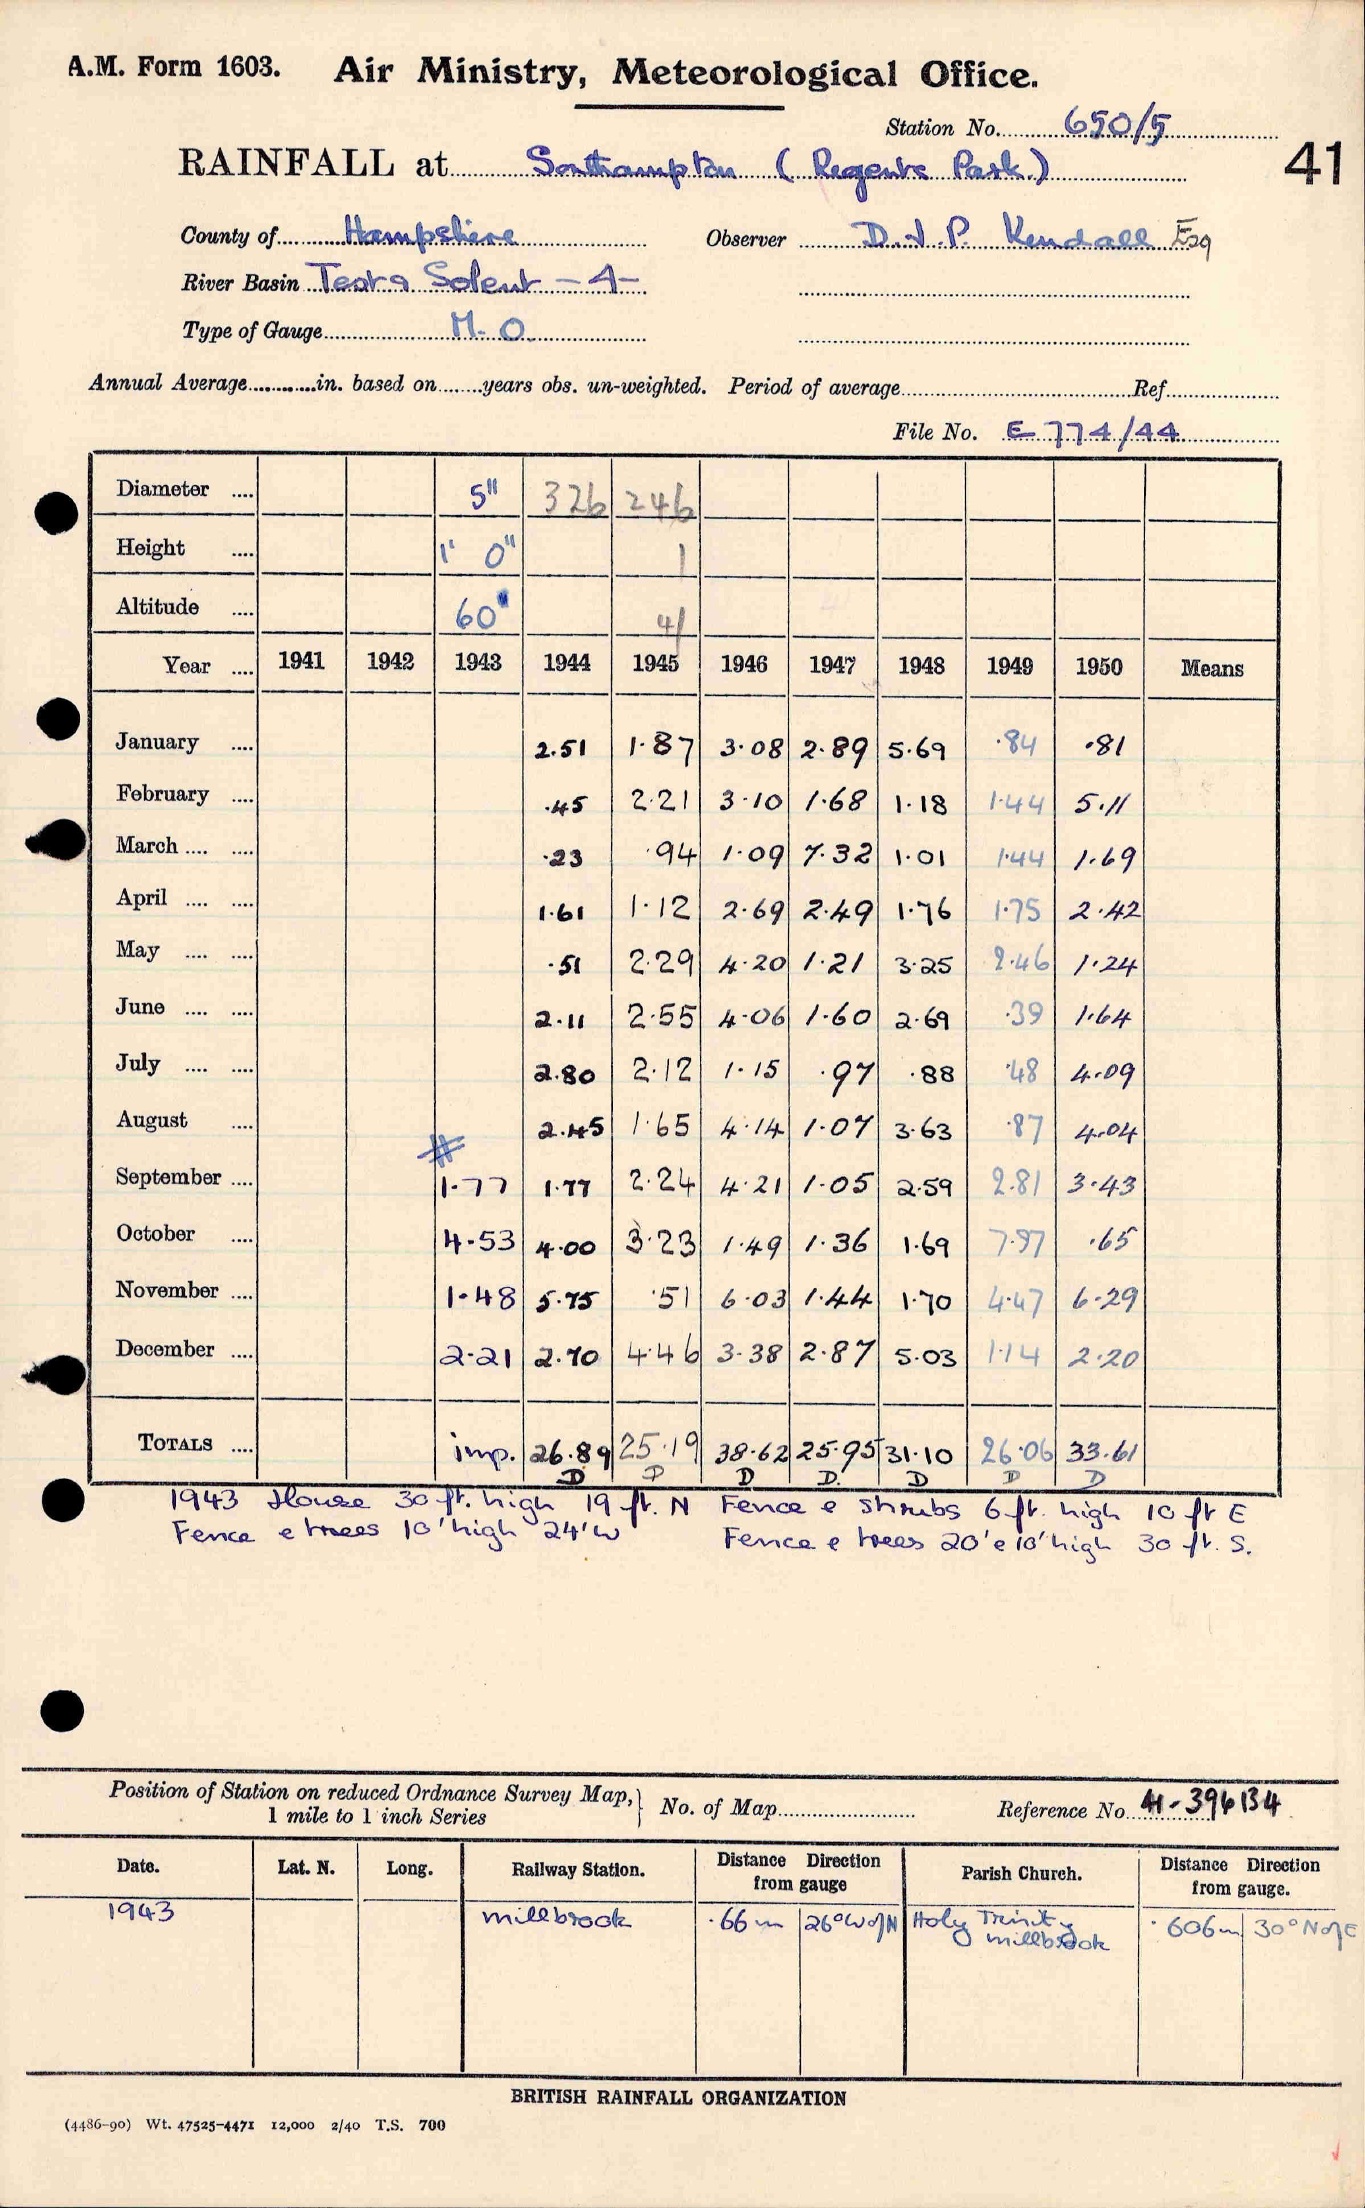 A.M. Form 1603. Air Ministry, Meteorological Office.
Station No. 650/5
41
RAINFALL at Southampton (Regents Park.)
County of Hampshire Observer D.J.P. Kendall Esq
River Basin Test & Solent - A -
Type of Gauge M. O.
Annual Average in. based on years obs. un-weighted. Period of average Ref
File No. E 774/44
Diameter .... 5" 326 246
Height .... 1' 0" 1
Altitude .... 60' 41
Year .... 1941 1942 1943 1944 1945 1946 1947 1948 1949 1950 Means
January .... 2.51 1.87 3.08 2.89 5.69 .84 .81
February .... .45 2.21 3.10 1.68 1.18 1.44 5.11
March .... .... .23 .94 1.09 7.32 1.01 1.44 1.69
April .... .... 1.61 1.12 2.69 2.49 1.76 1.75 2.42
May .... .... .51 2.29 4.20 1.21 3.25 2.46 1.24
June .... .... 2.11 2.55 4.06 1.60 2.69 .39 1.64
July .... .... 2.80 2.12 1.15 .97 .88 .48 4.09
August .... 2.45 1.65 4.14 1.07 3.63 .87 4.04
#
September .... 1.77 1.77 2.24 4.21 1.05 2.59 2.81 3.43
October .... 4.53 4.00 3.23 1.49 1.36 1.69 7.97 .65
November .... 1.48 5.75 .51 6.03 1.44 1.70 4.47 6.29
December .... 2.21 2.70 4.46 3.38 2.87 5.03 1.14 2.20
TOTALS .... imp. 26.89 25.19 38.62 25.95 31.10 26.06 33.61
D D D D. D D D
1943 House 30 ft. high 19 ft. N Fence & shrubs 6 ft. high 10 ft E
Fence & trees 10' high 24' W Fence & trees 20' & 10' high 30 ft. S.
Position of Station on reduced Ordnance Survey Map, } No. of Map Reference No. 41-396134
1 mile to 1 inch Series
Date. Lat. N. Long. Railway Station. Distance Direction from gauge Parish Church. Distance Direction from gauge.
1943 Millbrook .66 m 26° W of N Holy Trinity .606 m 30° N of E
Millbrook
BRITISH RAINFALL ORGANIZATION
(4486-90) Wt. 47525-4471 12,000 2/40 T.S. 700